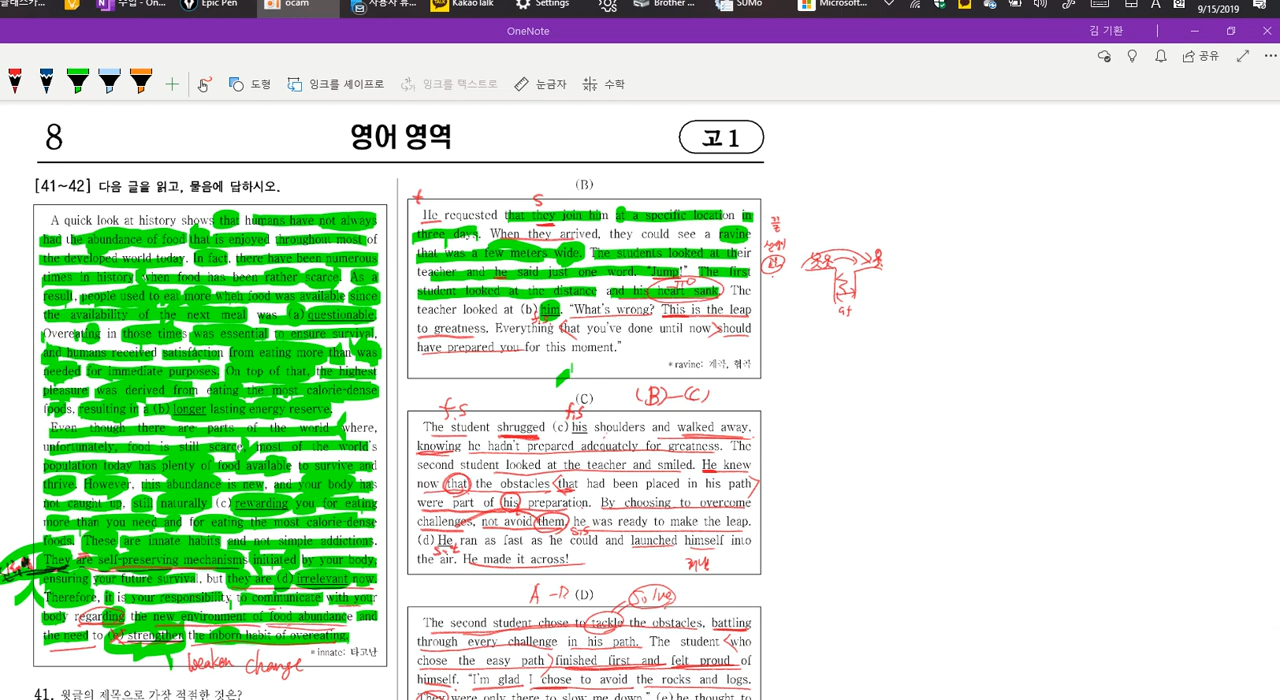 수업 - On...
Epic Pen
ocam
사용자 휴...
KakaoTalk
Settings
Brother ...
SUMo
Microsoft...
9/15/2019
OneNote
김 기환
공유
도형
잉크를 셰이프로
잉크를 텍스트로
눈금자
수학
8
영어 영역
고 1
[41~42] 다음 글을 읽고, 물음에 답하시오.
A quick look at history shows that humans have not always
had the abundance of food that is enjoyed throughout most of
the developed world today. In fact, there have been numerous
times in history when food has been rather scarce. As a
result, people used to eat more when food was available since
the availability of the next meal was (a) questionable.
Overeating in those times was essential to ensure survival,
and humans received satisfaction from eating more than was
needed for immediate purposes. On top of that, the highest
pleasure was derived from eating the most calorie-dense
foods, resulting in a (b) longer lasting energy reserve.
Even though there are parts of the world where,
unfortunately, food is still scarce, most of the world's
population today has plenty of food available to survive and
thrive. However, this abundance is new, and your body has
not caught up, still naturally (c) rewarding you for eating
more than you need and for eating the most calorie-dense
foods. These are innate habits and not simple addictions.
They are self-preserving mechanisms initiated by your body,
ensuring your future survival, but they are (d) irrelevant now.
Therefore, it is your responsibility to communicate with your
body regarding the new environment of food abundance and
the need to (e) strengthen the inborn habit of overeating.
* innate: 타고난
weaken change
41. 윗글의 제목으로 가장 적절한 것은?
(B)
t
s
He requested that they join him at a specific location in
three days. When they arrived, they could see a ravine
that was a few meters wide. The students looked at their
teacher and he said just one word. "Jump!" The first
student looked at the distance and his heart sank. The
teacher looked at (b) him. "What's wrong? This is the leap
to greatness. Everything that you've done until now should
have prepared you for this moment."
* ravine: 계곡, 협곡
f.s
(C)
(B)-(C)
f.s
f.s
The student shrugged (c) his shoulders and walked away,
knowing he hadn't prepared adequately for greatness. The
second student looked at the teacher and smiled. He knew
now that the obstacles that had been placed in his path
were part of his preparation. By choosing to overcome
challenges, not avoid them, he was ready to make the leap.
(d) He ran as fast as he could and launched himself into
the air. He made it across!
S.S
A - D
(D)
Solve
The second student chose to tackle the obstacles, battling
through every challenge in his path. The student who
chose the easy path finished first and felt proud of
himself. "I'm glad I chose to avoid the rocks and logs.
They were only there to slow me down," (e) he thought to